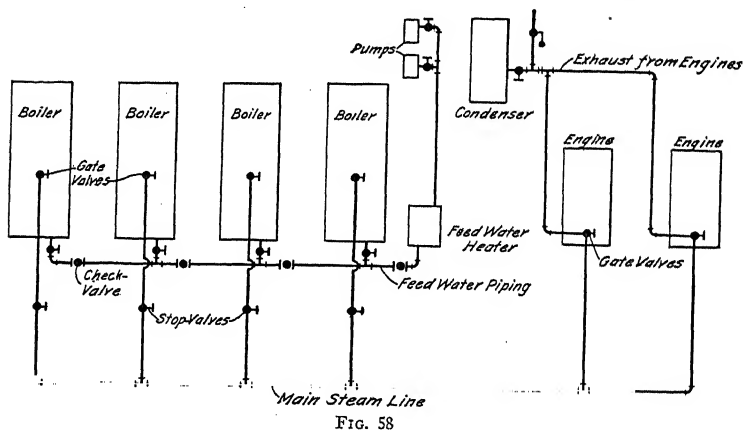 Pumps
Exhaust from Engines
Boiler
Boiler
Boiler
Boiler
Condenser
Engine
Engine
Gate
Valves
Feed Water
Heater
Gate Valves
Check-
Valve
Feed Water Piping
Stop-Valves
Main Steam Line
FIG. 58